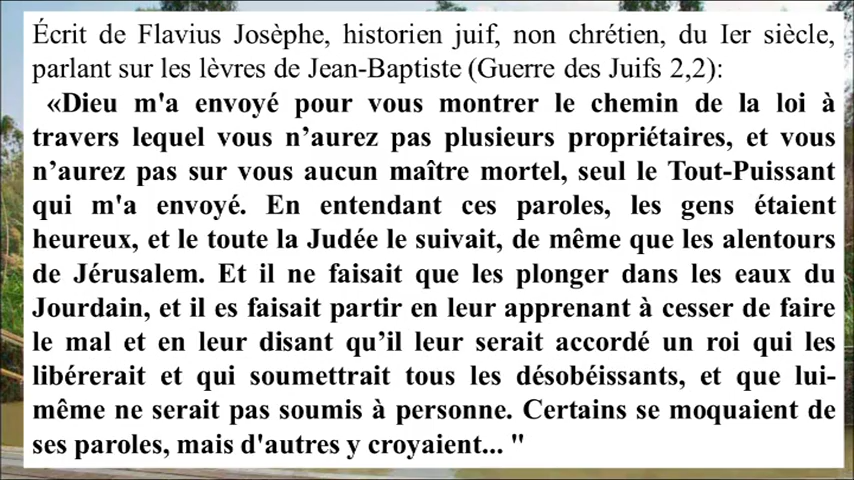 Écrit de Flavius Josèphe, historien juif, non chrétien, du Ier siècle,
parlant sur les lèvres de Jean-Baptiste (Guerre des Juifs 2,2):
«Dieu m'a envoyé pour vous montrer le chemin de la loi à
travers lequel vous n’aurez pas plusieurs propriétaires, et vous
n’aurez pas sur vous aucun maître mortel, seul le Tout-Puissant
qui m'a envoyé. En entendant ces paroles, les gens étaient
heureux, et le toute la Judée le suivait, de même que les alentours
de Jérusalem. Et il ne faisait que les plonger dans les eaux du
Jourdain, et il es faisait partir en leur apprenant à cesser de faire
le mal et en leur disant qu’il leur serait accordé un roi qui les
libérerait et qui soumettrait tous les désobéissants, et que lui-
même ne serait pas soumis à personne. Certains se moquaient de
ses paroles, mais d'autres y croyaient... "